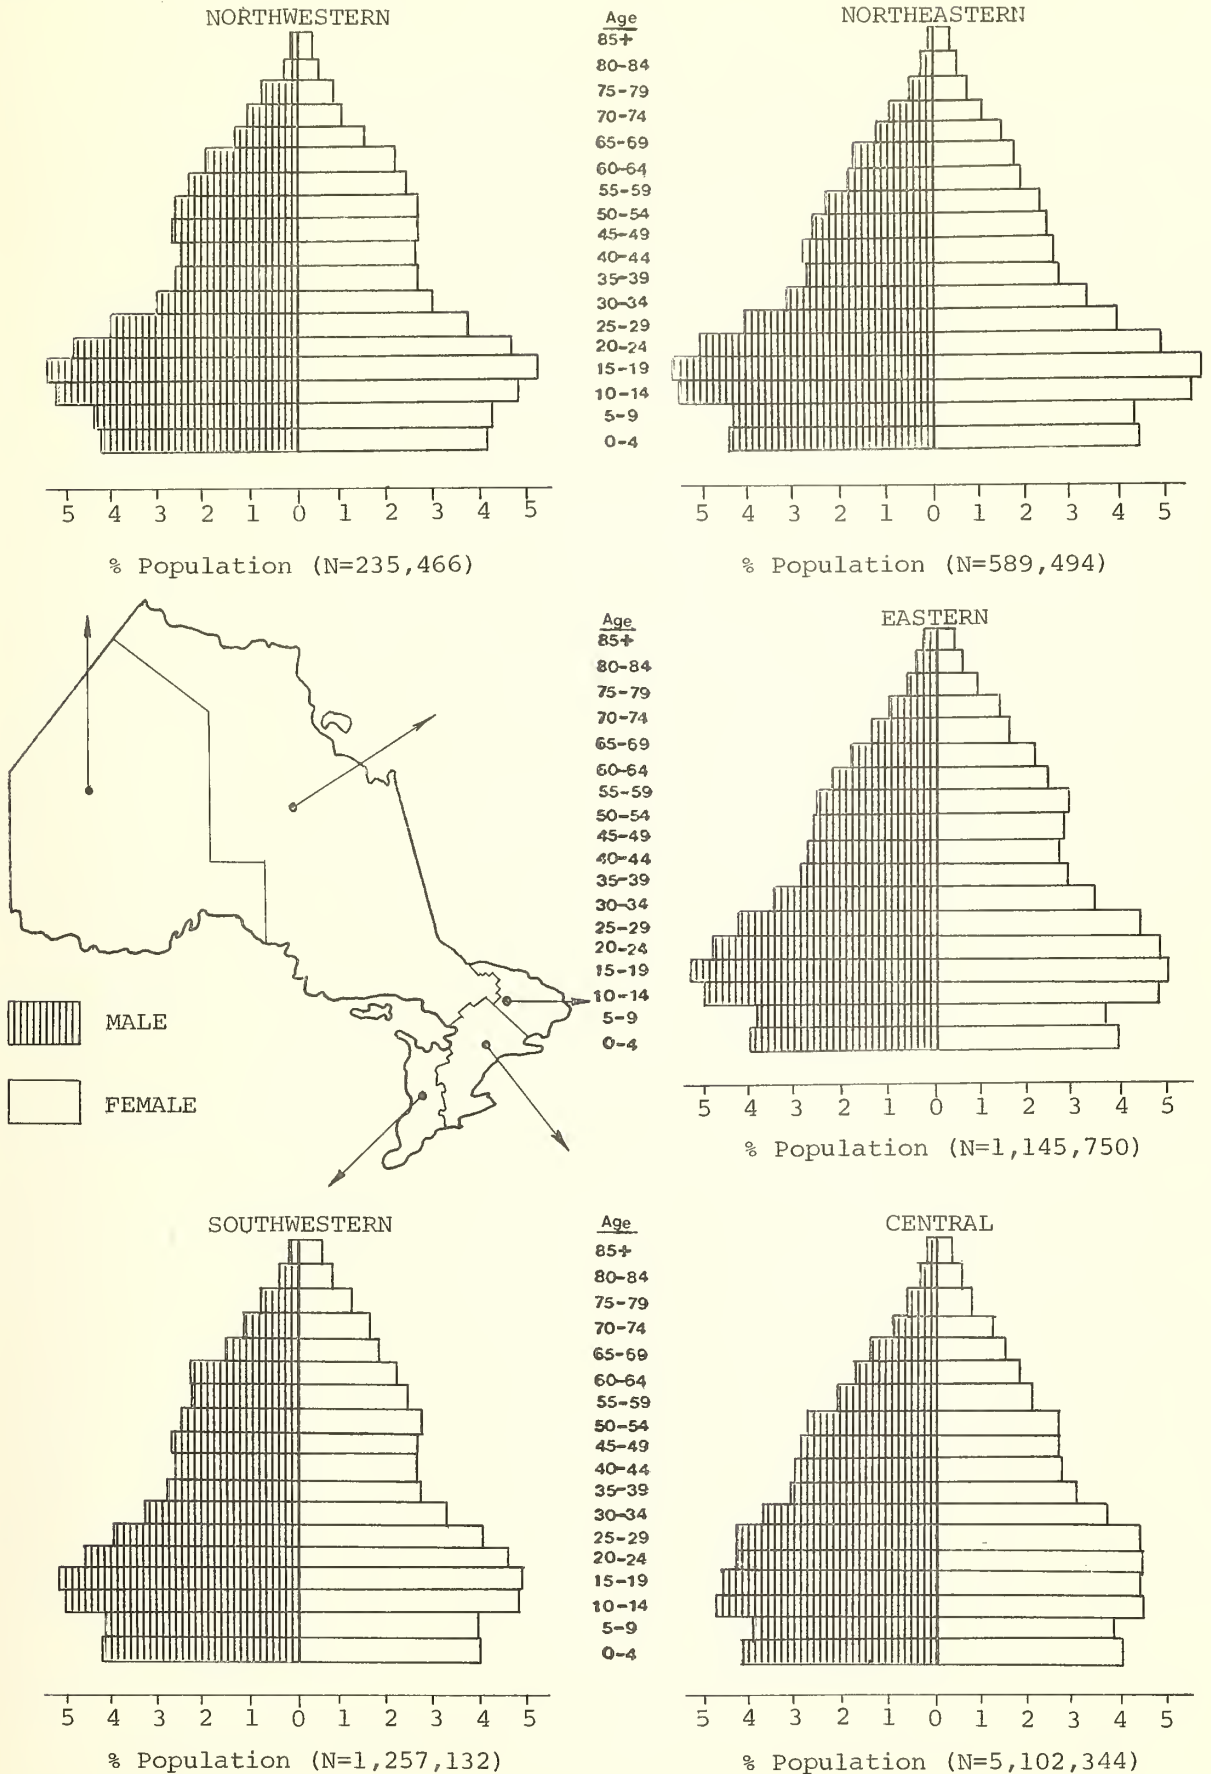 NORTHWESTERN
Age
85+
80-84
75-79
70-74
65-69
60-64
55-59
50-54
45-49
40-44
35-39
30-34
25-29
20-24
15-19
10-14
5-9
0-4
5 4 3 2 1 0 1 2 3 4 5
% Population (N=235,466)
NORTHEASTERN
5 4 3 2 1 0 1 2 3 4 5
% Population (N=589,494)
MALE
FEMALE
Age
85+
80-84
75-79
70-74
65-69
60-64
55-59
50-54
45-49
40-44
35-39
30-34
25-29
20-24
15-19
10-14
5-9
0-4
EASTERN
5 4 3 2 1 0 1 2 3 4 5
% Population (N=1,145,750)
SOUTHWESTERN
Age
85+
80-84
75-79
70-74
65-69
60-64
55-59
50-54
45-49
40-44
35-39
30-34
25-29
20-24
15-19
10-14
5-9
0-4
5 4 3 2 1 0 1 2 3 4 5
% Population (N=1,257,132)
CENTRAL
5 4 3 2 1 0 1 2 3 4 5
% Population (N=5,102,344)